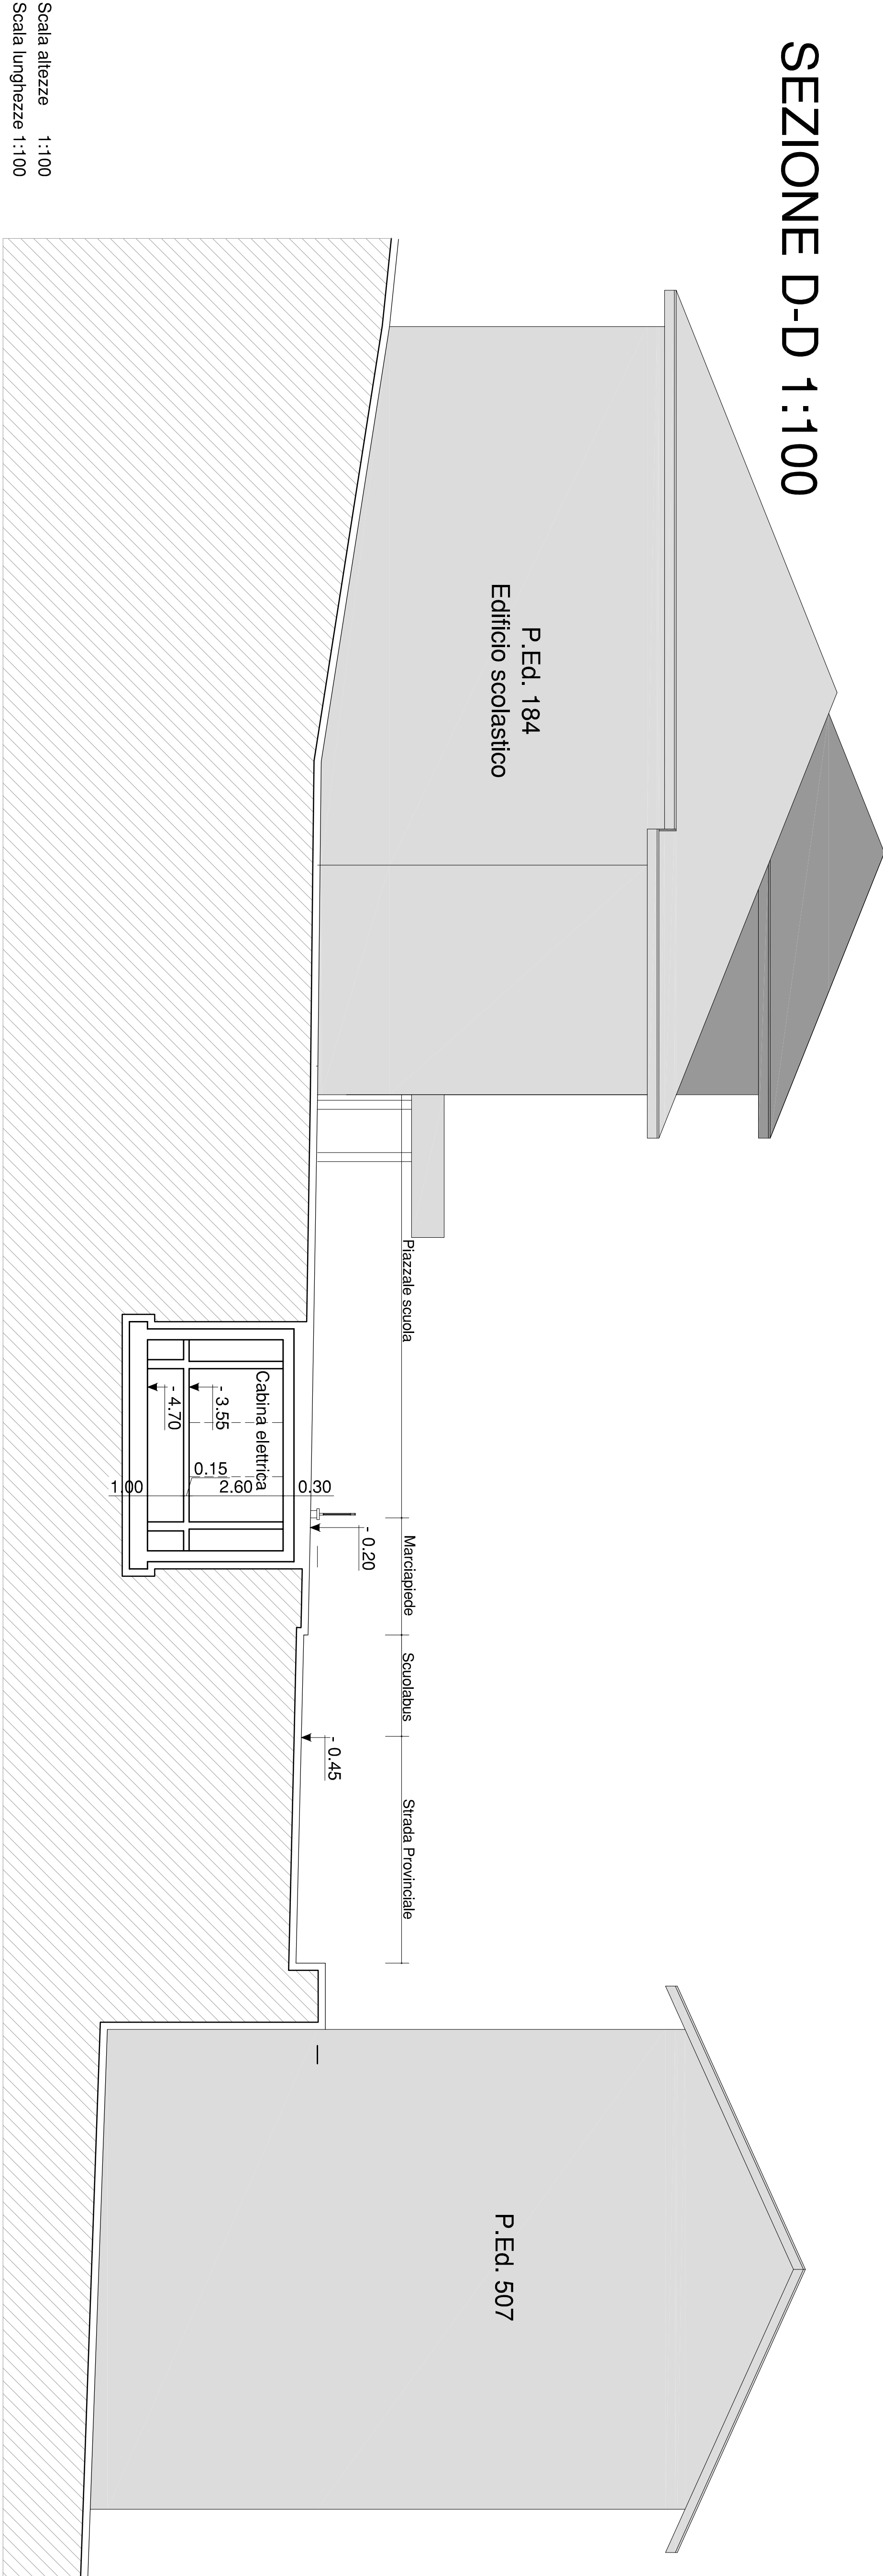 SEZIONE D-D 1:100
P.Ed. 184
Edificio scolastico
P.Ed. 507
Piazzale scuola
Marciapiede
Scuolabus
Strada Provinciale
- 0.20
- 0.45
Cabina elettrica
0.30
2.60
0.15
1.00
- 3.55
- 4.70
Scala altezze 1:100
Scala lunghezze 1:100